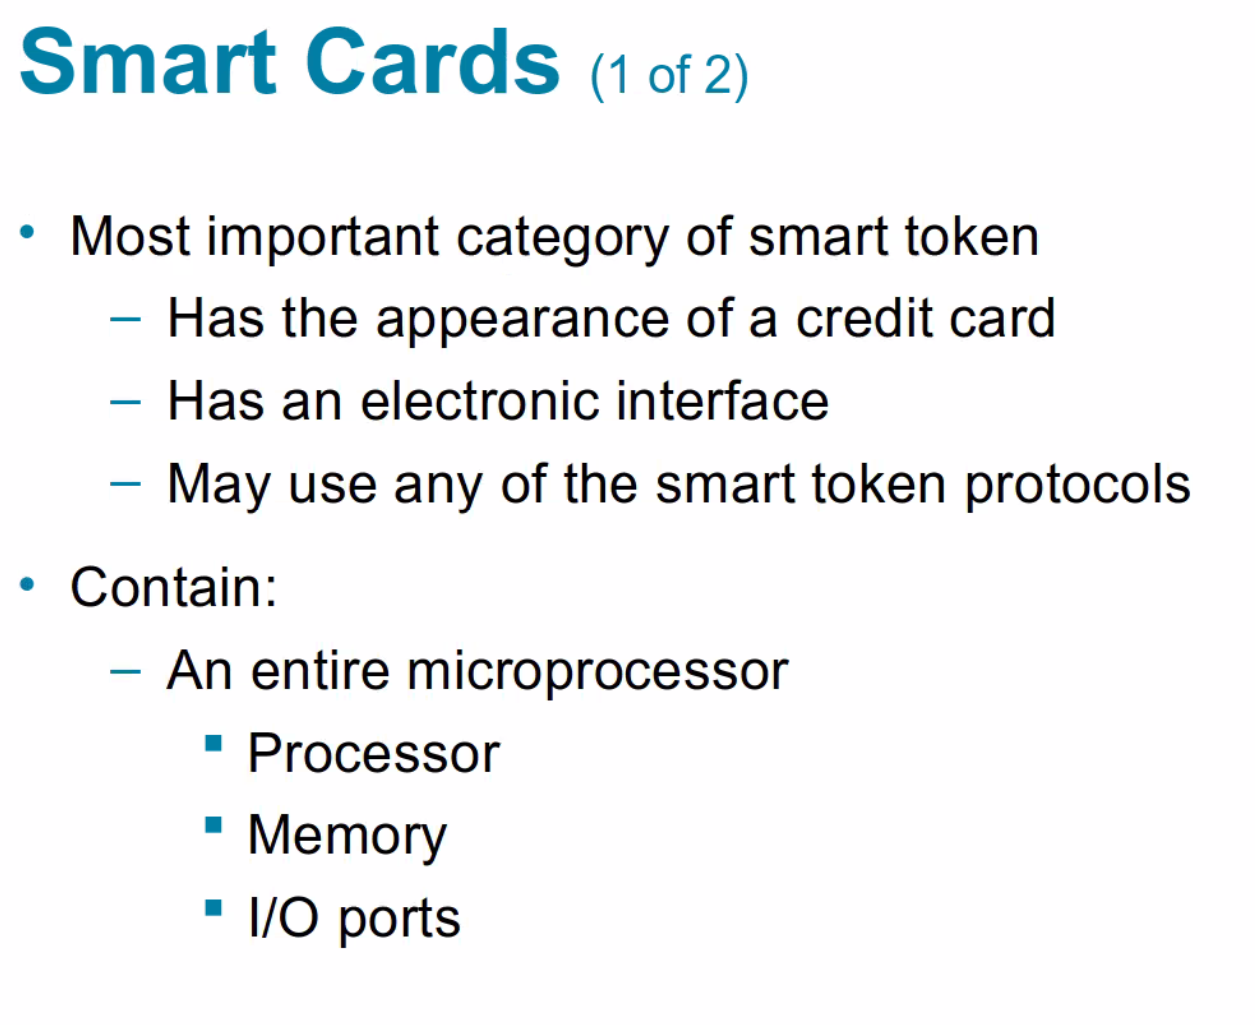 Smart Cards (1 of 2)
• Most important category of smart token
– Has the appearance of a credit card
– Has an electronic interface
– May use any of the smart token protocols
• Contain:
– An entire microprocessor
▪ Processor
▪ Memory
▪ I/O ports